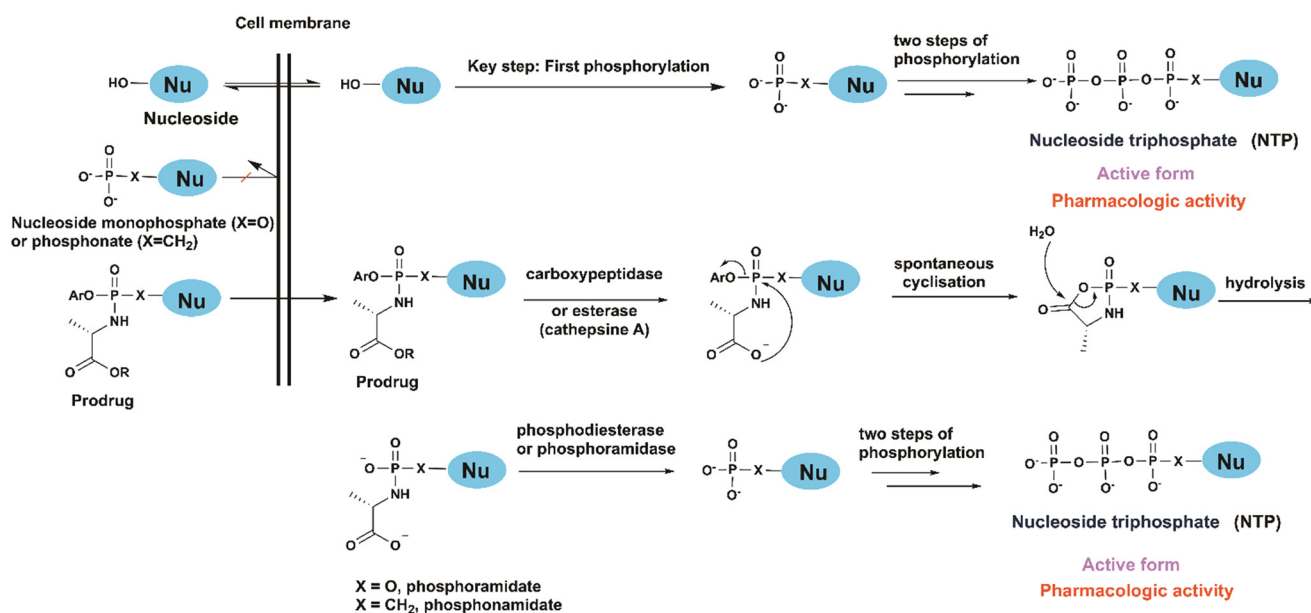 Cell membrane
HO
Nu
Nucleoside
HO
Nu
Key step: First phosphorylation
O
O⁻ P X Nu
O⁻
two steps of
phosphorylation
O O O
O⁻ P O P O P X Nu
O⁻ O⁻ O⁻
Nucleoside triphosphate (NTP)
Active form
Pharmacologic activity
O
O⁻ P X Nu
O⁻
Nucleoside monophosphate (X=O)
or phosphonate (X=CH₂)
O
ArO P X Nu
NH
O
OR
Prodrug
O
ArO P X Nu
NH
O
OR
Prodrug
carboxypeptidase
or esterase
(cathepsine A)
O
ArO P X Nu
NH
O O⁻
spontaneous
cyclisation
H₂O
O
O P X Nu
O NH
hydrolysis
O
⁻O P X Nu
NH
O O⁻
X = O, phosphoramidate
X = CH₂, phosphonamidate
phosphodiesterase
or phosphoramidase
O
O⁻ P X Nu
O⁻
two steps of
phosphorylation
O O O
O⁻ P O P O P X Nu
O⁻ O⁻ O⁻
Nucleoside triphosphate (NTP)
Active form
Pharmacologic activity